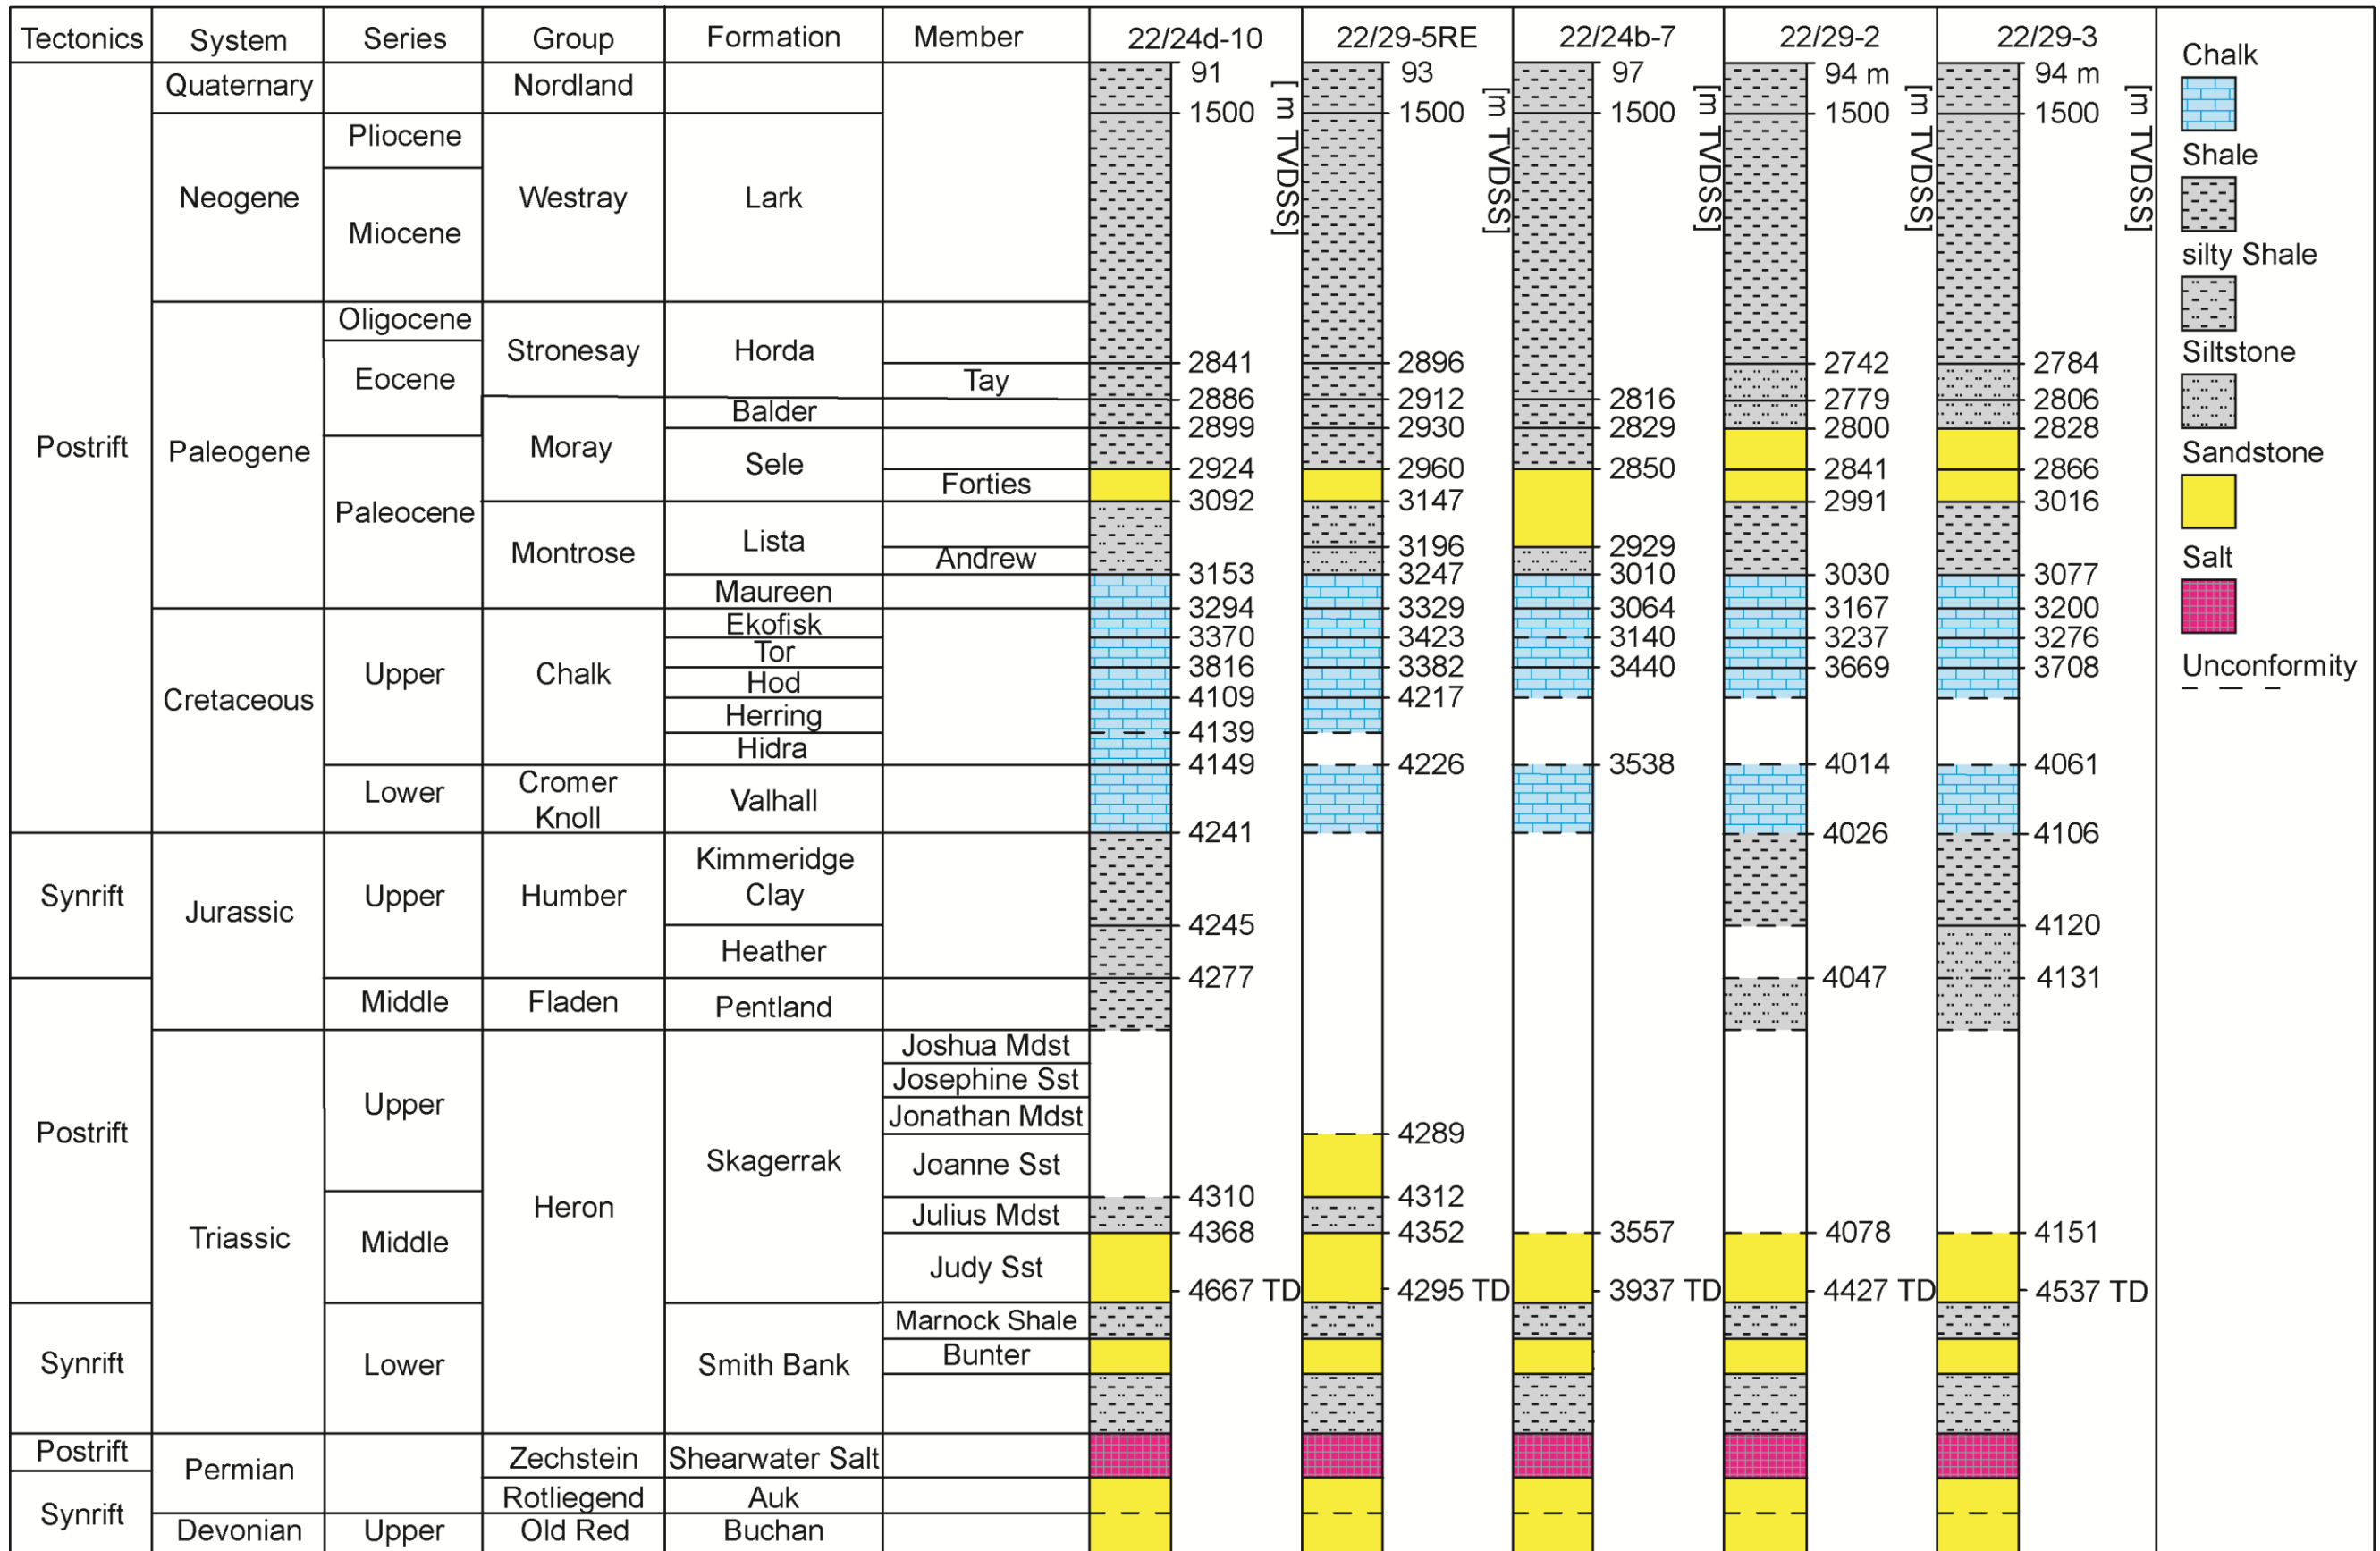 Tectonics System Series Group Formation Member 22/24d-10 22/29-5RE 22/24b-7 22/29-2 22/29-3
Postrift
Synrift
Postrift
Postrift
Synrift
Postrift
Synrift
Quaternary
Neogene
Paleogene
Cretaceous
Jurassic
Triassic
Permian
Devonian
Pliocene
Miocene
Oligocene
Eocene
Paleocene
Upper
Lower
Upper
Middle
Upper
Middle
Lower
Upper
Nordland
Westray
Stronesay
Moray
Montrose
Chalk
Cromer
Knoll
Humber
Fladen
Heron
Zechstein
Rotliegend
Old Red
Lark
Horda
Balder
Sele
Lista
Maureen
Ekofisk
Tor
Hod
Herring
Hidra
Valhall
Kimmeridge
Clay
Heather
Pentland
Skagerrak
Smith Bank
Shearwater Salt
Auk
Buchan
Tay
Forties
Andrew
Joshua Mdst
Josephine Sst
Jonathan Mdst
Joanne Sst
Julius Mdst
Judy Sst
Marnock Shale
Bunter
91
1500
[ m TVDSS]
2841
2886
2899
2924
3092
3153
3294
3370
3816
4109
4139
4149
4241
4245
4277
4310
4368
4667 TD
93
1500
[m TVDSS]
2896
2912
2930
2960
3147
3196
3247
3329
3423
3382
4217
4226
4289
4312
4352
4295 TD
97
1500
[m TVDSS]
2816
2829
2850
2929
3010
3064
3140
3440
3538
3557
3937 TD
94 m
1500
[m TVDSS]
2742
2779
2800
2841
2991
3030
3167
3237
3669
4014
4026
4047
4078
4427 TD
94 m
1500
[m TVDSS]
2784
2806
2828
2866
3016
3077
3200
3276
3708
4061
4106
4120
4131
4151
4537 TD
Chalk
Shale
silty Shale
Siltstone
Sandstone
Salt
Unconformity